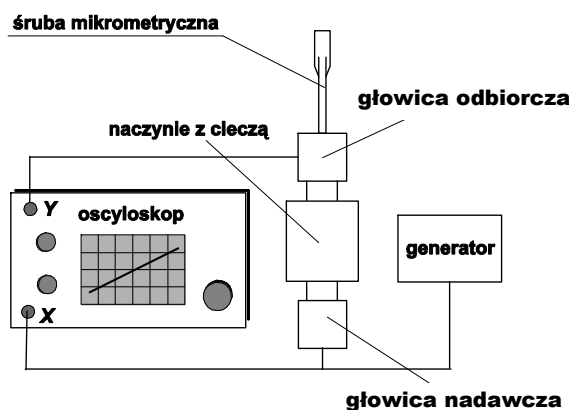 śruba mikrometryczna
głowica odbiorcza
naczynie z cieczą
Y
oscyloskop
generator
X
głowica nadawcza